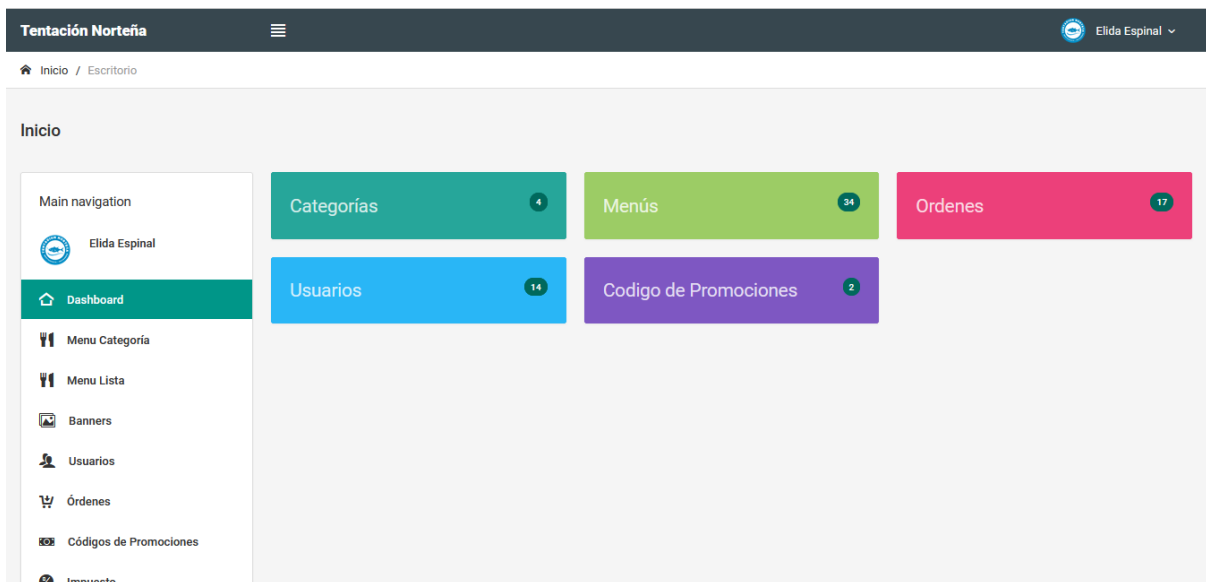 Tentación Norteña
Elida Espinal
Inicio / Escritorio
Inicio
Main navigation
Elida Espinal
Dashboard
Menu Categoría
Menu Lista
Banners
Usuarios
Órdenes
Códigos de Promociones
Impuesto
Categorías 4
Menús 34
Ordenes 17
Usuarios 14
Codigo de Promociones 2